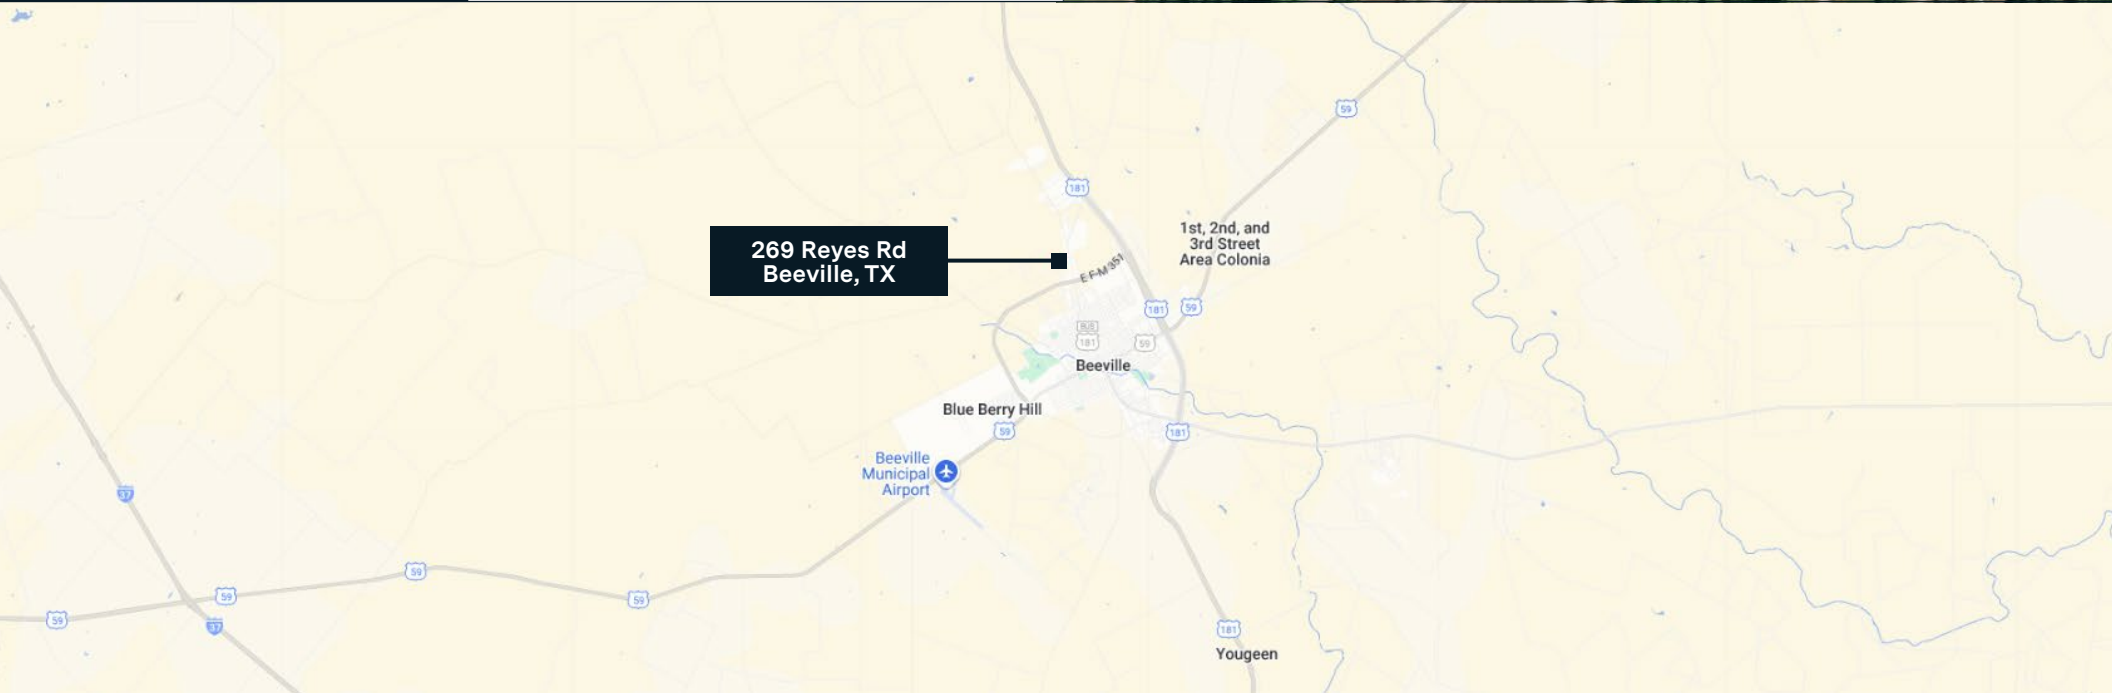 59
181
1st, 2nd, and
3rd Street
Area Colonia
269 Reyes Rd
Beeville, TX
E F-M 351
181
59
BUS
181
59
Beeville
Blue Berry Hill
59
181
Beeville
Municipal
Airport
37
59
59
59
59
37
181
Yougeen